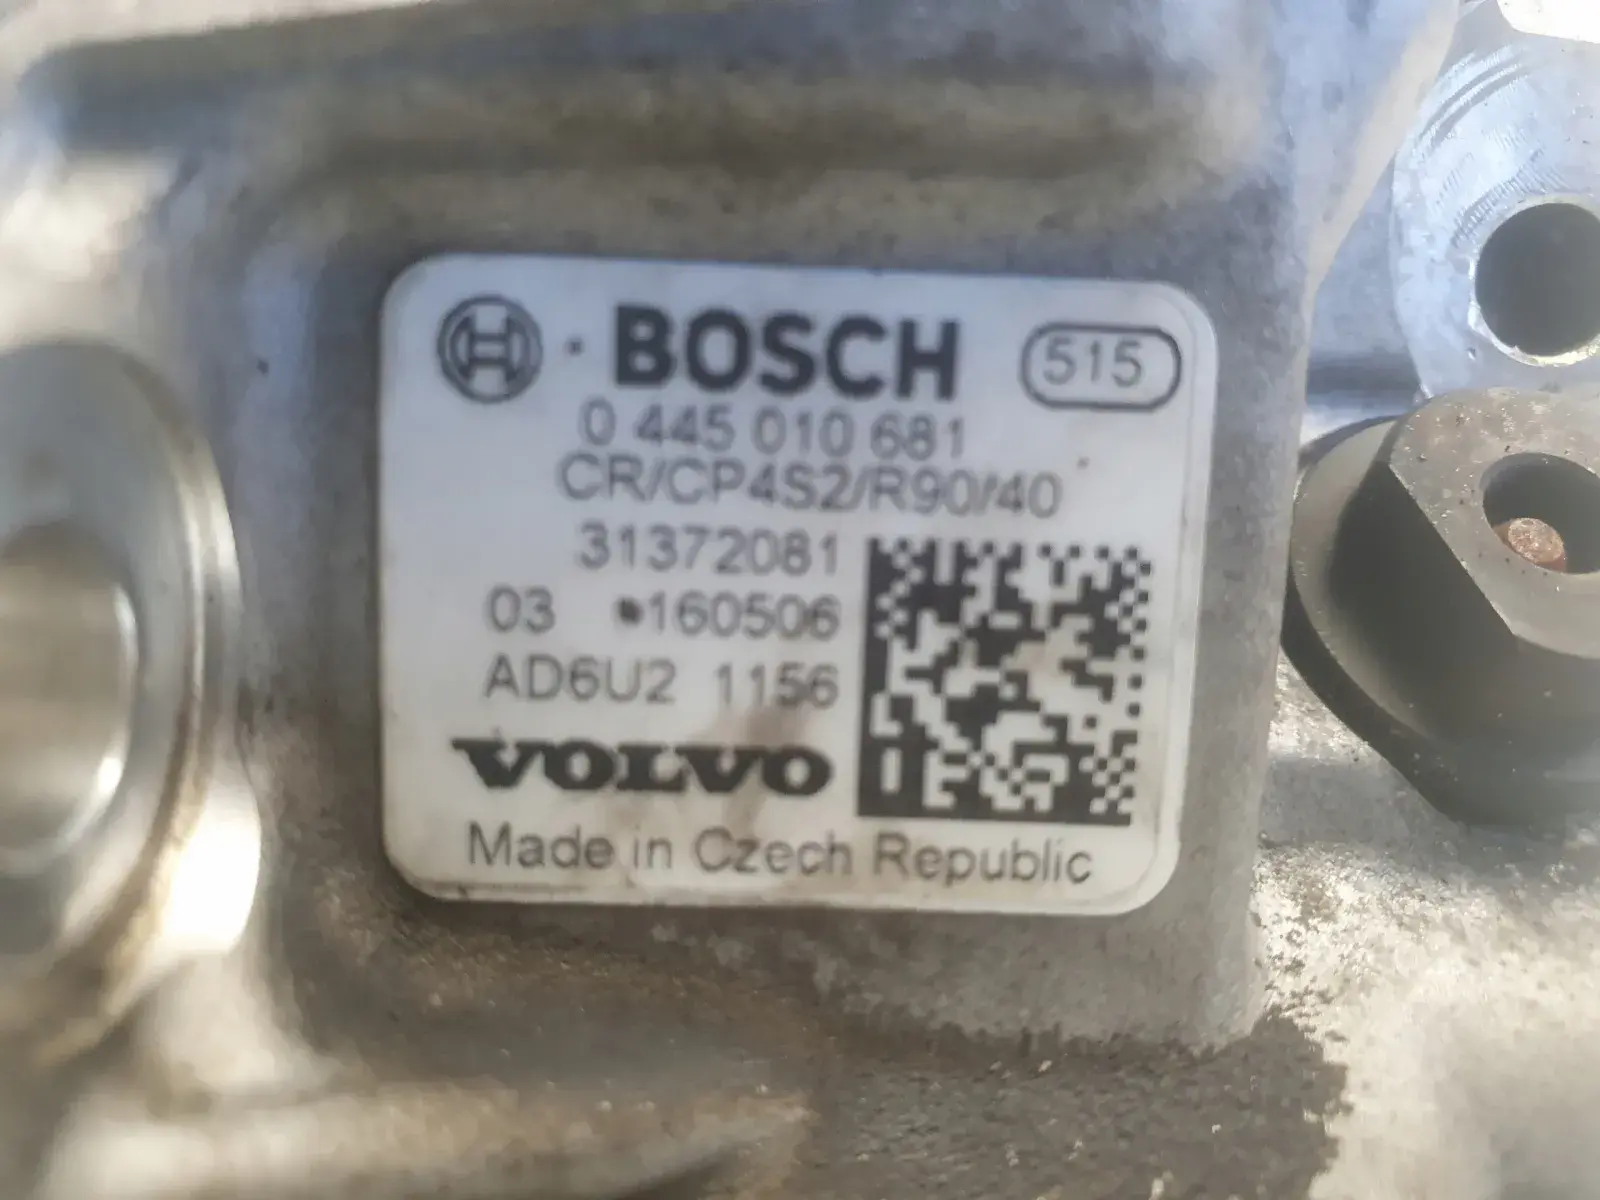 BOSCH 515
0 445 010 681
CR/CP4S2/R90/40
31372081
03 •160506
AD6U2 1156
VOLVO
Made in Czech Republic